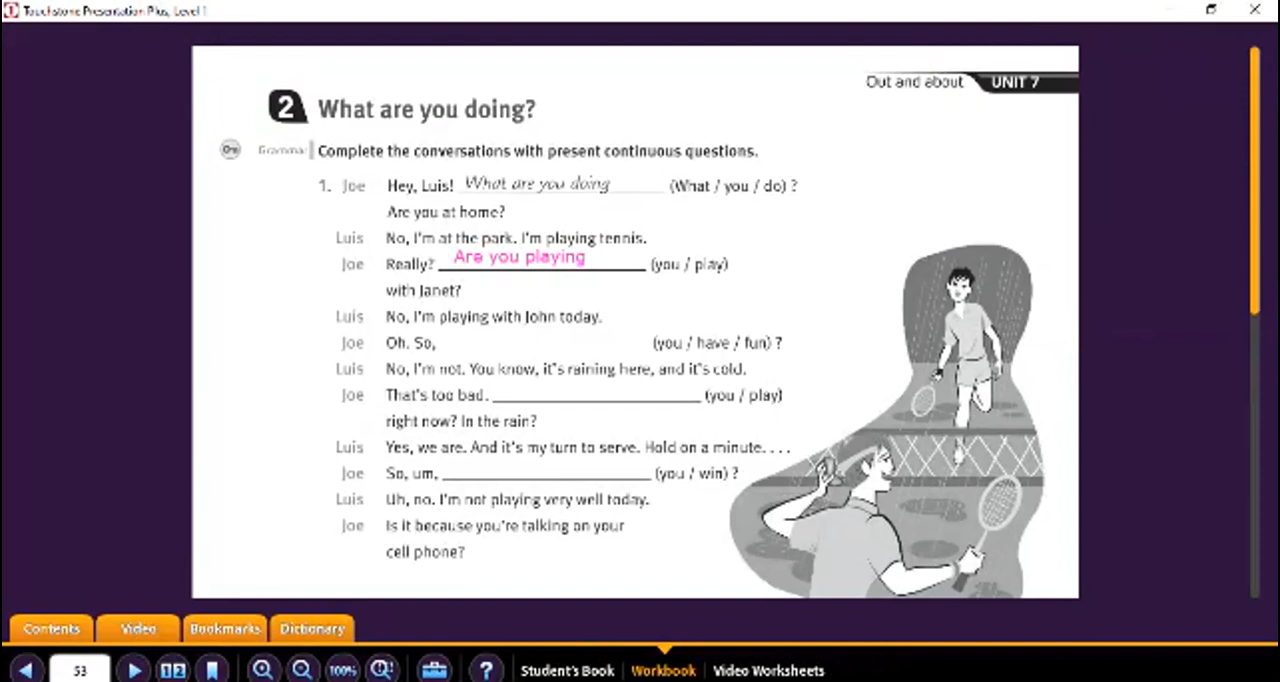 Touchstone Presentation Plus, Level 1
Out and about UNIT 7
2 What are you doing?
Grammar Complete the conversations with present continuous questions.
1. Joe Hey, Luis! What are you doing (What / you / do) ?
Are you at home?
Luis No, I'm at the park. I'm playing tennis.
Joe Really? Are you playing (you / play)
with Janet?
Luis No, I'm playing with John today.
Joe Oh. So, (you / have / fun) ?
Luis No, I'm not. You know, it's raining here, and it's cold.
Joe That's too bad. (you / play)
right now? In the rain?
Luis Yes, we are. And it's my turn to serve. Hold on a minute. . . .
Joe So, um, (you / win) ?
Luis Uh, no. I'm not playing very well today.
Joe Is it because you're talking on your
cell phone?
Contents Video Bookmarks Dictionary
53 1 2 100% ? Student's Book Workbook Video Worksheets